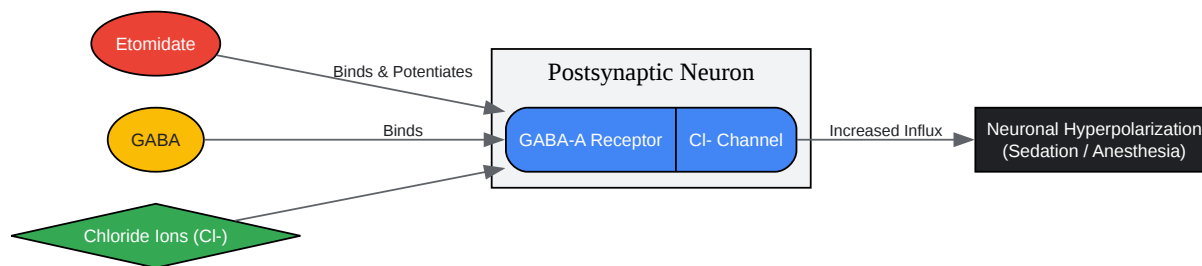 Etomidate
Binds & Potentiates
Postsynaptic Neuron
GABA
Binds
GABA-A Receptor
Cl- Channel
Increased Influx
Neuronal Hyperpolarization
(Sedation / Anesthesia)
Chloride Ions (Cl-)